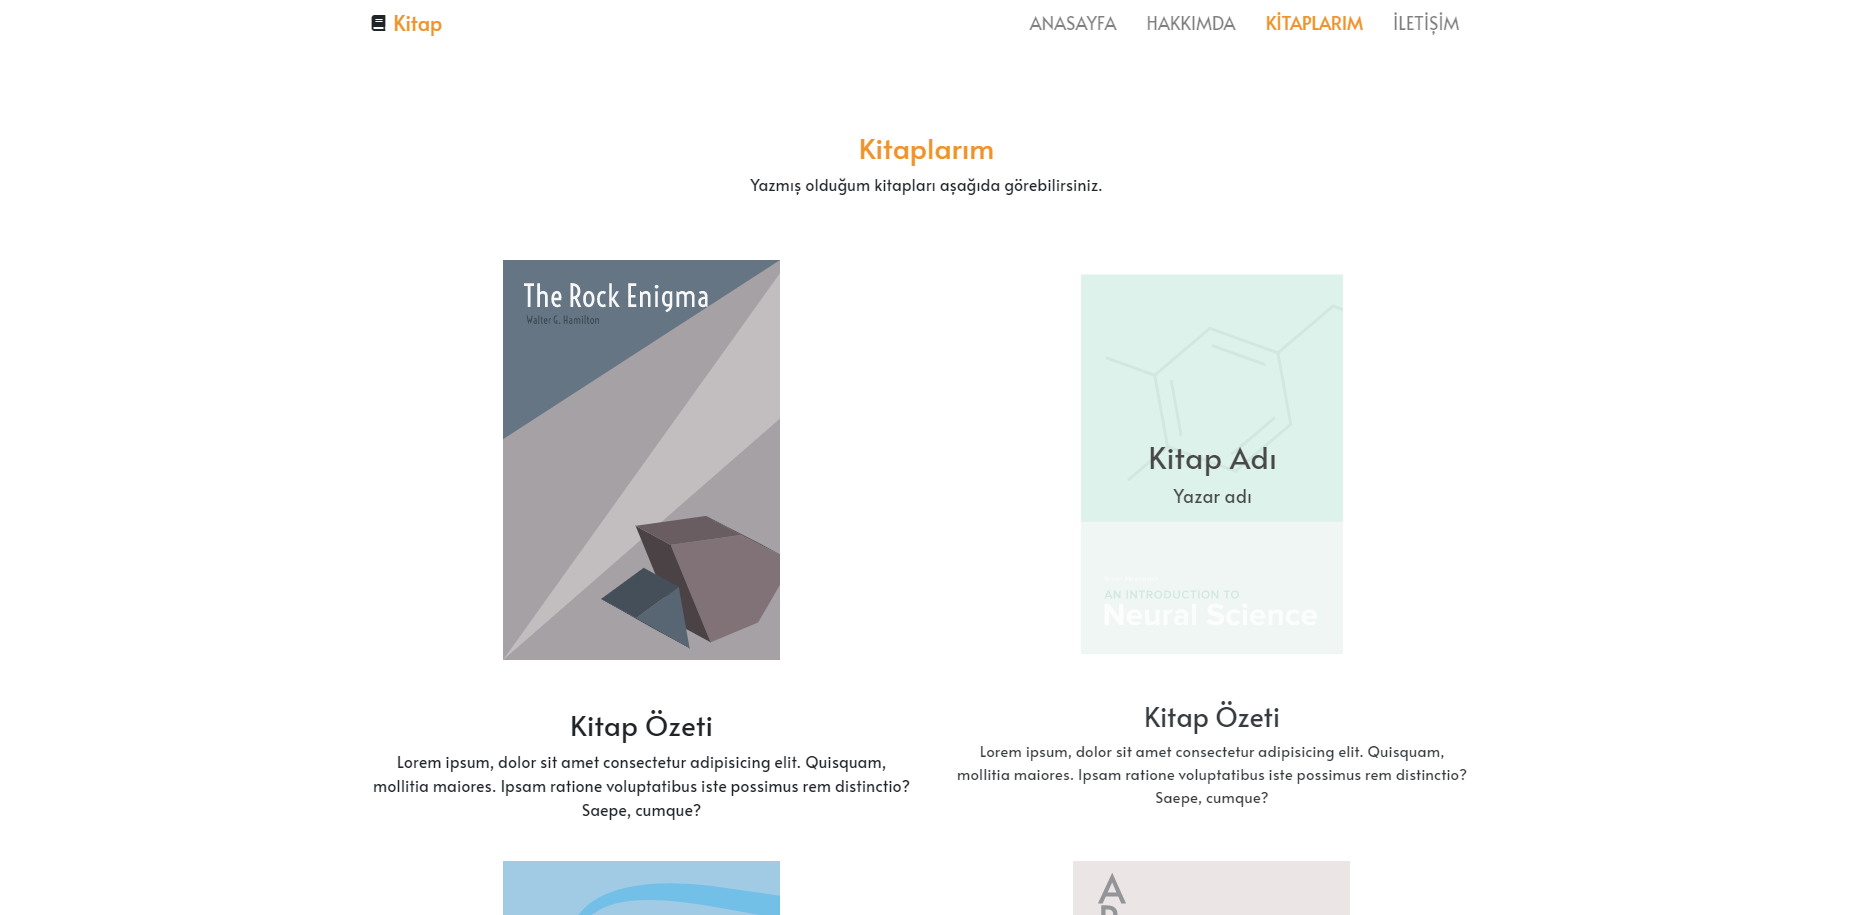 Kitap
ANASAYFA HAKKIMDA KİTAPLARIM İLETİŞİM
Kitaplarım
Yazmış olduğum kitapları aşağıda görebilirsiniz.
The Rock Enigma
Walter G. Hamilton
Kitap Adı
Yazar adı
AN INTRODUCTION TO
Neural Science
Kitap Özeti
Lorem ipsum, dolor sit amet consectetur adipisicing elit. Quisquam,
mollitia maiores. Ipsam ratione voluptatibus iste possimus rem distinctio?
Saepe, cumque?
Kitap Özeti
Lorem ipsum, dolor sit amet consectetur adipisicing elit. Quisquam,
mollitia maiores. Ipsam ratione voluptatibus iste possimus rem distinctio?
Saepe, cumque?
A